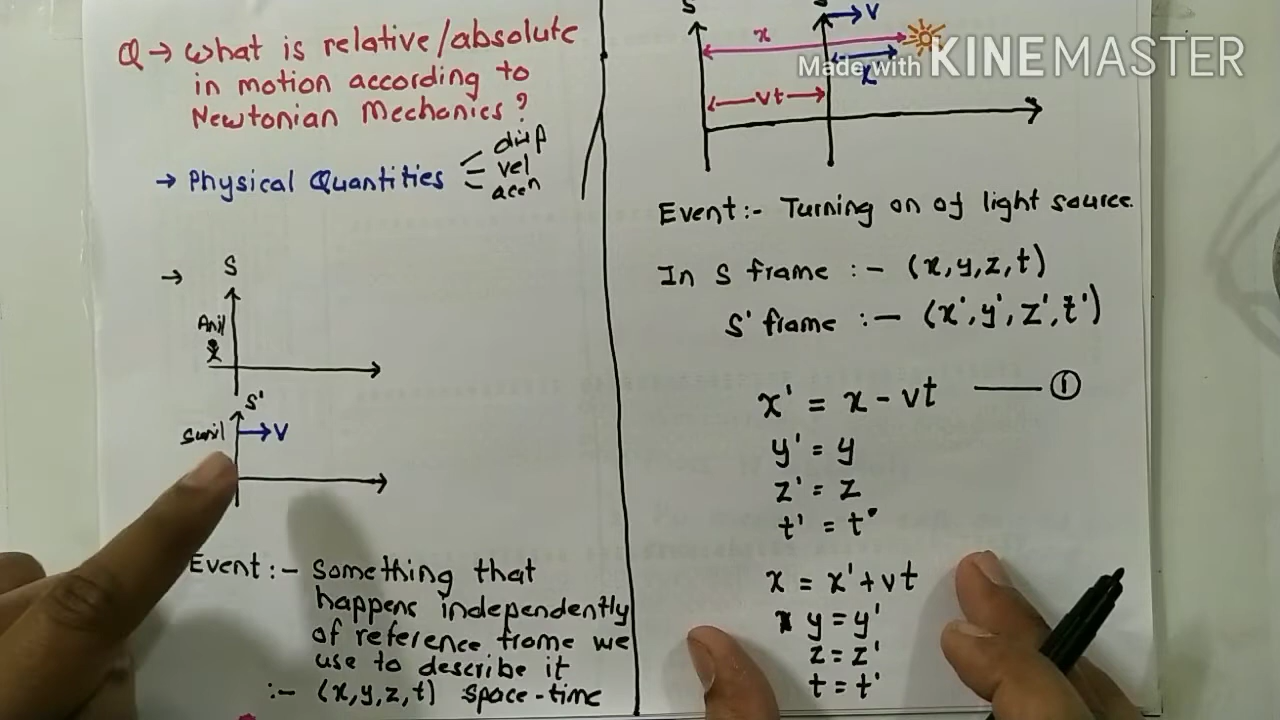 Q → What is relative/absolute
in motion according to
Newtonian Mechanics?
→ Physical Quantities
disp
vel
accn
→
S
Anil
S'
Sunil
V
Event :- Something that
happens independently
of reference frame we
use to describe it
:- (x,y,z,t) space-time
S
V
x
vt
Made with KINEMASTER
Event :- Turning on of light source.
In S frame :- (x,y,z,t)
S' frame :- (x',y',z',t')
x' = x - vt —— ①
y' = y
z' = z
t' = t
x = x' + vt
y = y'
z = z'
t = t'